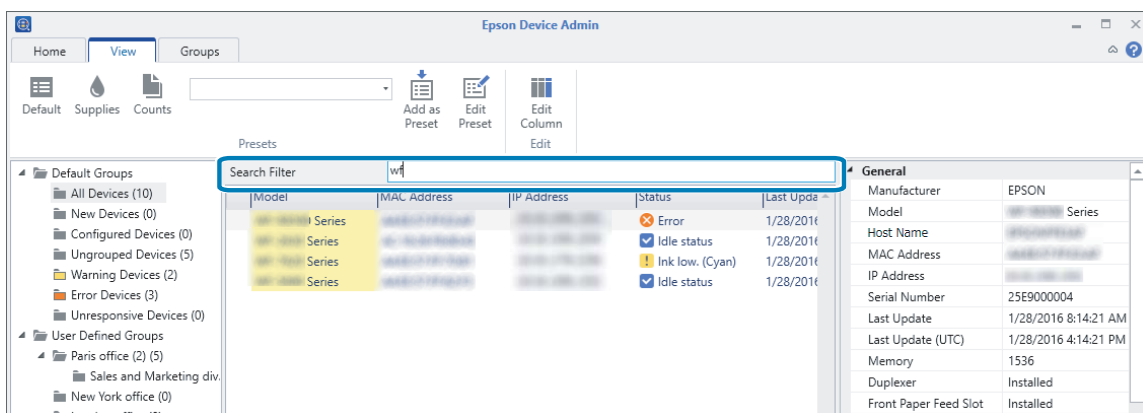 Epson Device Admin
Home View Groups
Default Supplies Counts Add as Preset Edit Preset Edit Column
Presets Edit
Default Groups
All Devices (10)
New Devices (0)
Configured Devices (0)
Ungrouped Devices (5)
Warning Devices (2)
Error Devices (3)
Unresponsive Devices (0)
User Defined Groups
Paris office (2) (5)
Sales and Marketing div.
New York office (0)
Search Filter wf
Model MAC Address IP Address Status Last Upda
Series Error 1/28/2016
Series Idle status 1/28/2016
Series Ink low. (Cyan) 1/28/2016
Series Idle status 1/28/2016
General
Manufacturer EPSON
Model Series
Host Name
MAC Address
IP Address
Serial Number 25E9000004
Last Update 1/28/2016 8:14:21 AM
Last Update (UTC) 1/28/2016 4:14:21 PM
Memory 1536
Duplexer Installed
Front Paper Feed Slot Installed